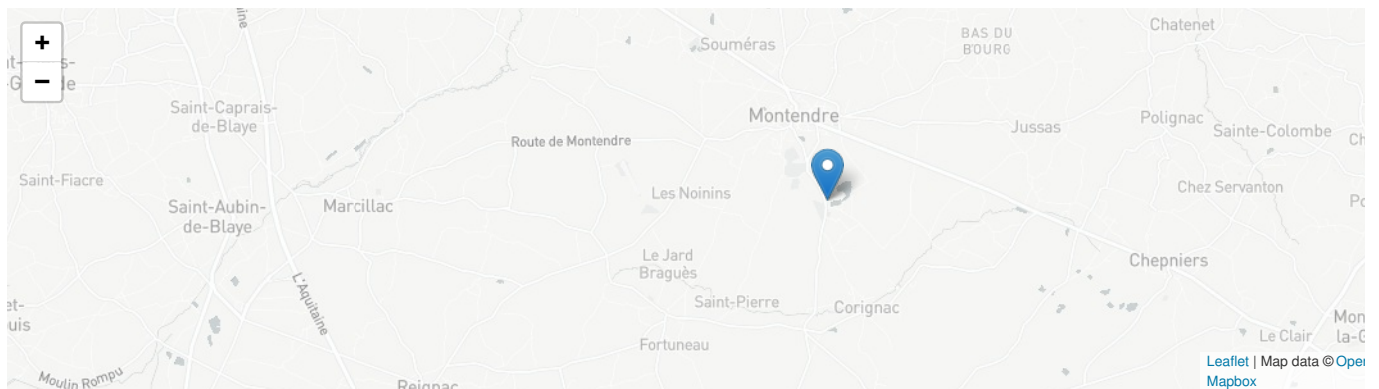 +
−
Souméras
BAS DU
BOURG
Chatenet
Saint-Caprais-
de-Blaye
Montendre
Route de Montendre
Jussas
Polignac
Sainte-Colombe
Saint-Fiacre
Les Noinins
Chez Servanton
Saint-Aubin-
de-Blaye
Marcillac
Le Jard
Braguès
Chepniers
L'Aquitaine
Saint-Pierre
Corignac
Fortuneau
Le Clair
Moulin Rompu
Reignac
Leaflet | Map data © Open
Mapbox